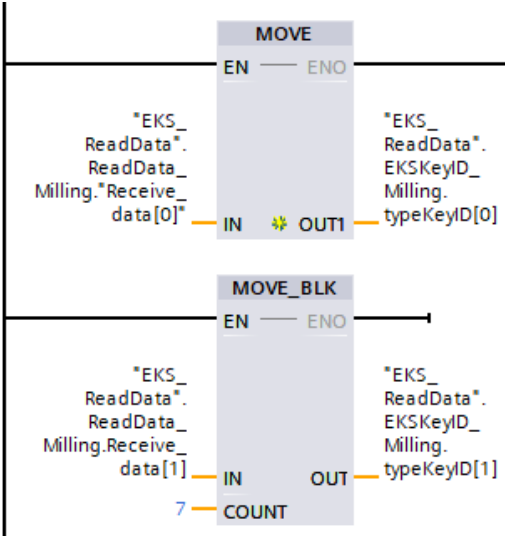 MOVE
EN
ENO
"EKS_
ReadData".
ReadData_
Milling."Receive_
data[0]"
IN
OUT1
"EKS_
ReadData".
EKSKeyID_
Milling.
typeKeyID[0]
MOVE_BLK
EN
ENO
"EKS_
ReadData".
ReadData_
Milling.Receive_
data[1]
IN
OUT
"EKS_
ReadData".
EKSKeyID_
Milling.
typeKeyID[1]
7
COUNT